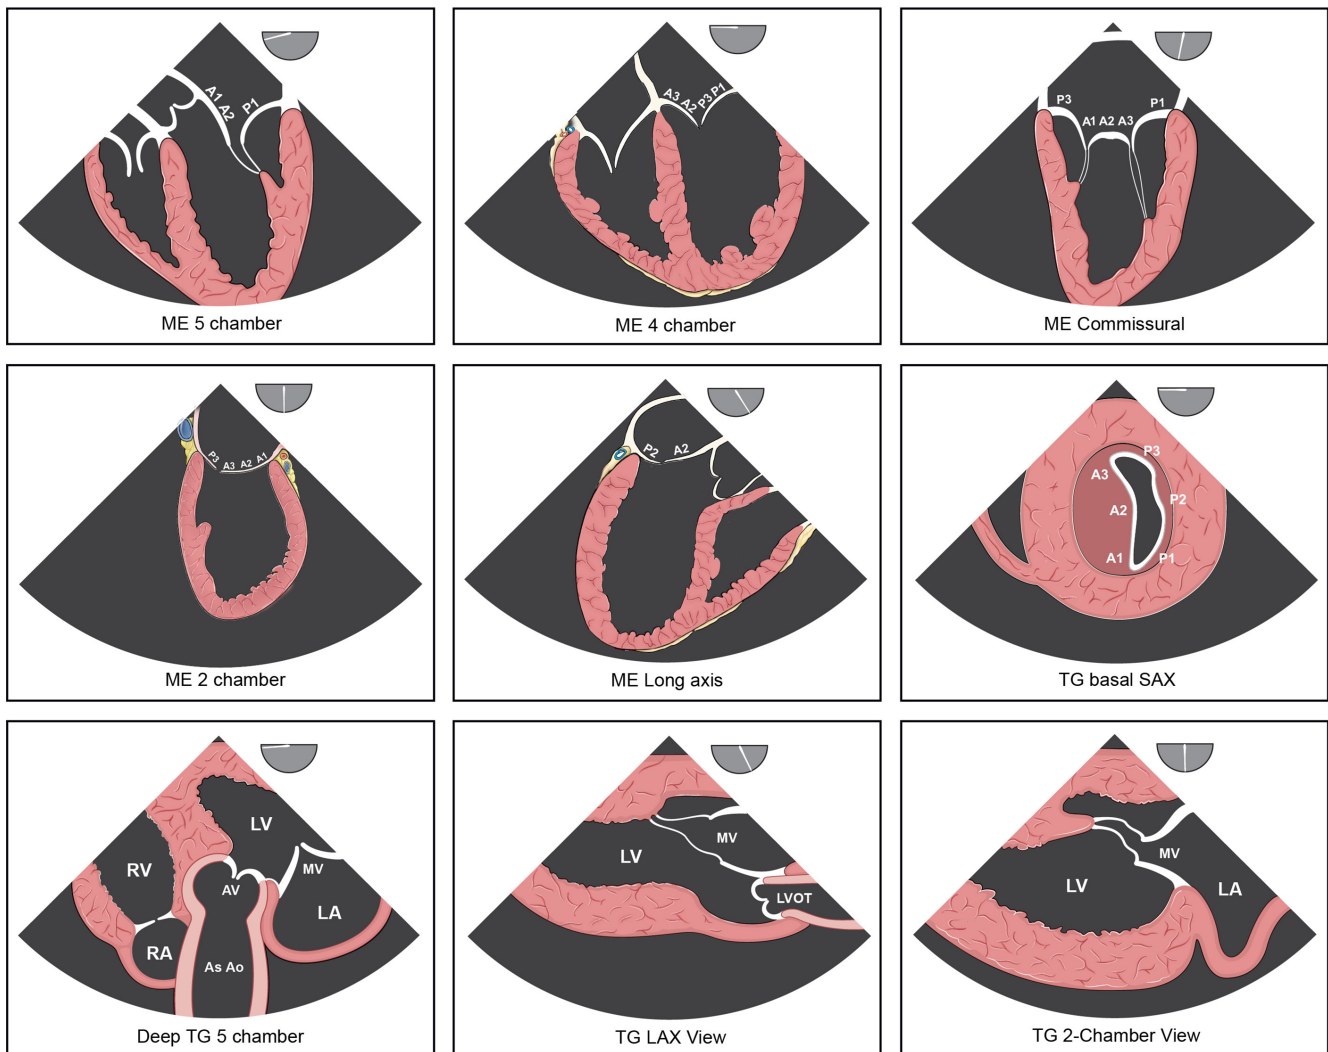 A1
A2
P1
ME 5 chamber
A3
A2
P3
P1
ME 4 chamber
P3
P1
A1 A2 A3
ME Commissural
P3
A3
A2
A1
ME 2 chamber
P2
A2
ME Long axis
P3
A3
P2
A2
A1
P1
TG basal SAX
LV
RV
MV
AV
LA
RA
As Ao
Deep TG 5 chamber
MV
LV
LVOT
TG LAX View
MV
LV
LA
TG 2-Chamber View